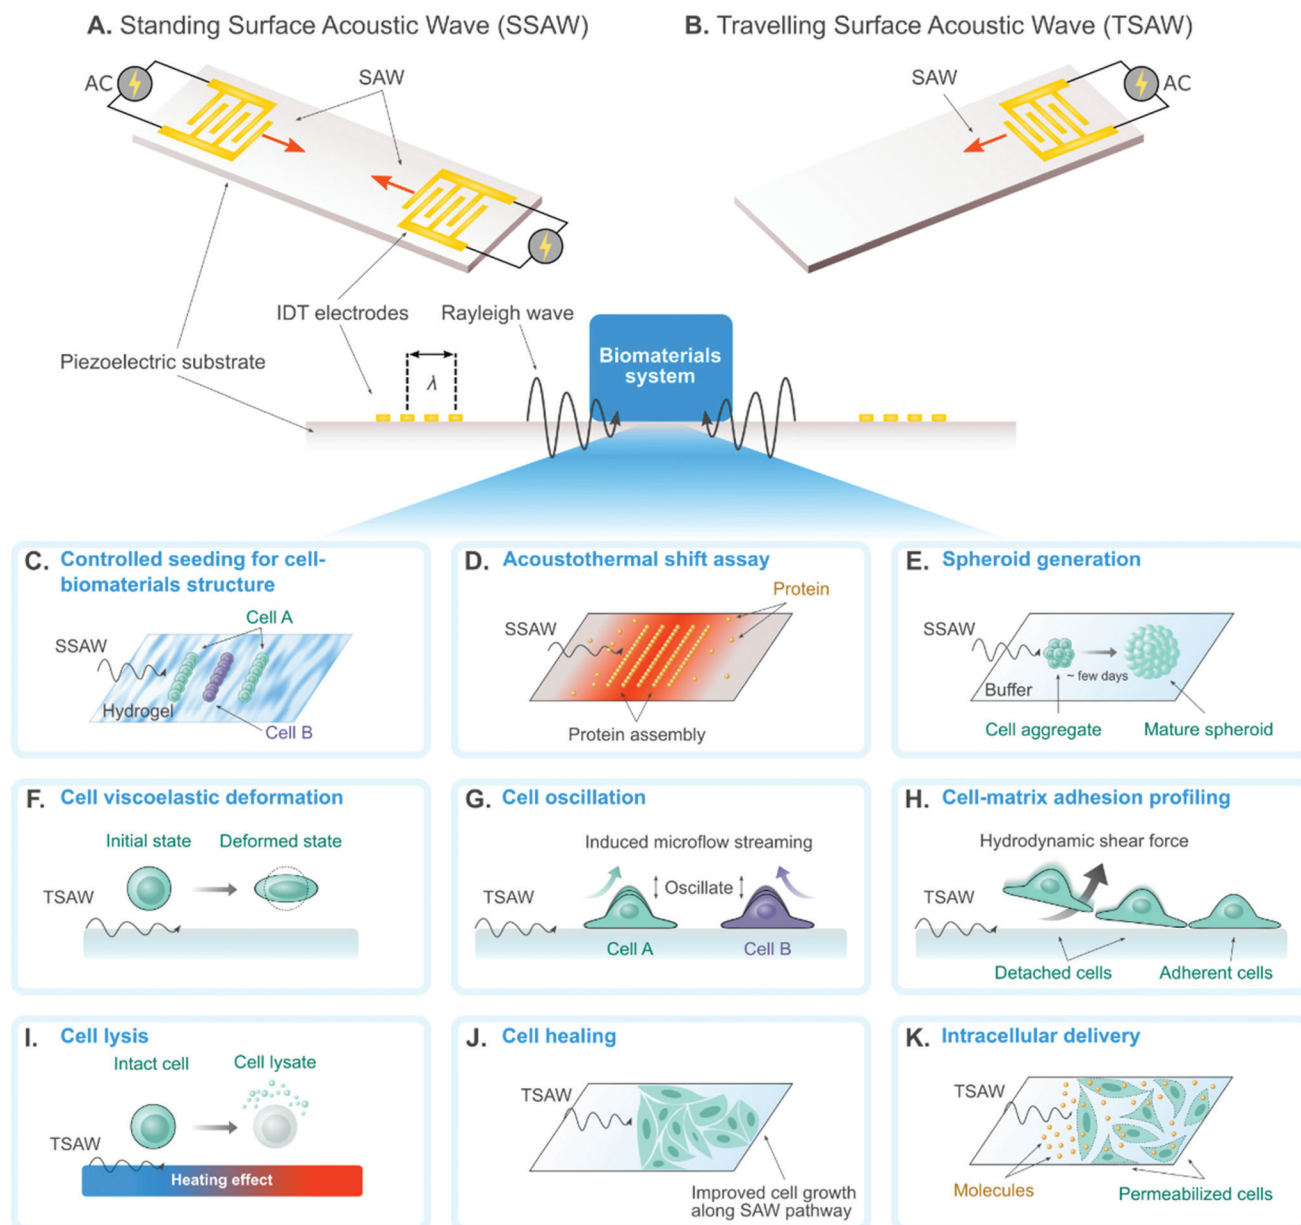 A. Standing Surface Acoustic Wave (SSAW)
B. Travelling Surface Acoustic Wave (TSAW)
AC
SAW
SAW
AC
IDT electrodes
Rayleigh wave
Piezoelectric substrate
λ
Biomaterials
system
C. Controlled seeding for cell-
biomaterials structure
Cell A
SSAW
Hydrogel
Cell B
D. Acoustothermal shift assay
Protein
SSAW
Protein assembly
E. Spheroid generation
SSAW
Buffer
~ few days
Cell aggregate
Mature spheroid
F. Cell viscoelastic deformation
Initial state
Deformed state
TSAW
G. Cell oscillation
Induced microflow streaming
TSAW
Oscillate
Cell A
Cell B
H. Cell-matrix adhesion profiling
Hydrodynamic shear force
TSAW
Detached cells
Adherent cells
I. Cell lysis
Intact cell
Cell lysate
TSAW
Heating effect
J. Cell healing
TSAW
Improved cell growth
along SAW pathway
K. Intracellular delivery
TSAW
Molecules
Permeabilized cells